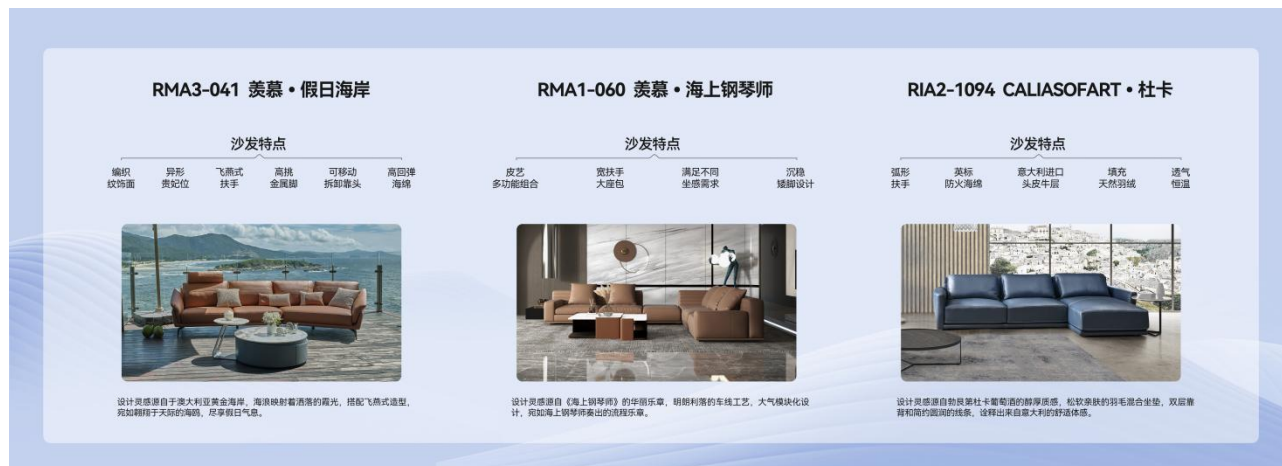 RMA3-041 羡慕•假日海岸
沙发特点
编织
纹饰面
异形
贵妃位
飞燕式
扶手
高挑
金属脚
可移动
拆卸靠头
高回弹
海绵
设计灵感源自于澳大利亚黄金海岸，海浪映射着洒落的霞光，搭配飞燕式造型，
宛如翱翔于天际的海鸥，尽享假日气息。
RMA1-060 羡慕•海上钢琴师
沙发特点
皮艺
多功能组合
宽扶手
大座包
满足不同
坐感需求
沉稳
矮脚设计
设计灵感源自《海上钢琴师》的华丽乐章，明朗利落的车线工艺，大气模块化设
计，宛如海上钢琴师奏出的流程乐章。
RIA2-1094 CALIASOFART•杜卡
沙发特点
弧形
扶手
英标
防火海绵
意大利进口
头皮牛层
填充
天然羽绒
透气
恒温
设计灵感源自勃艮第杜卡葡萄酒的醇厚质感，松软亲肤的羽毛混合坐垫，双层靠
背和简约圆润的线条，诠释出来自意大利的舒适体感。